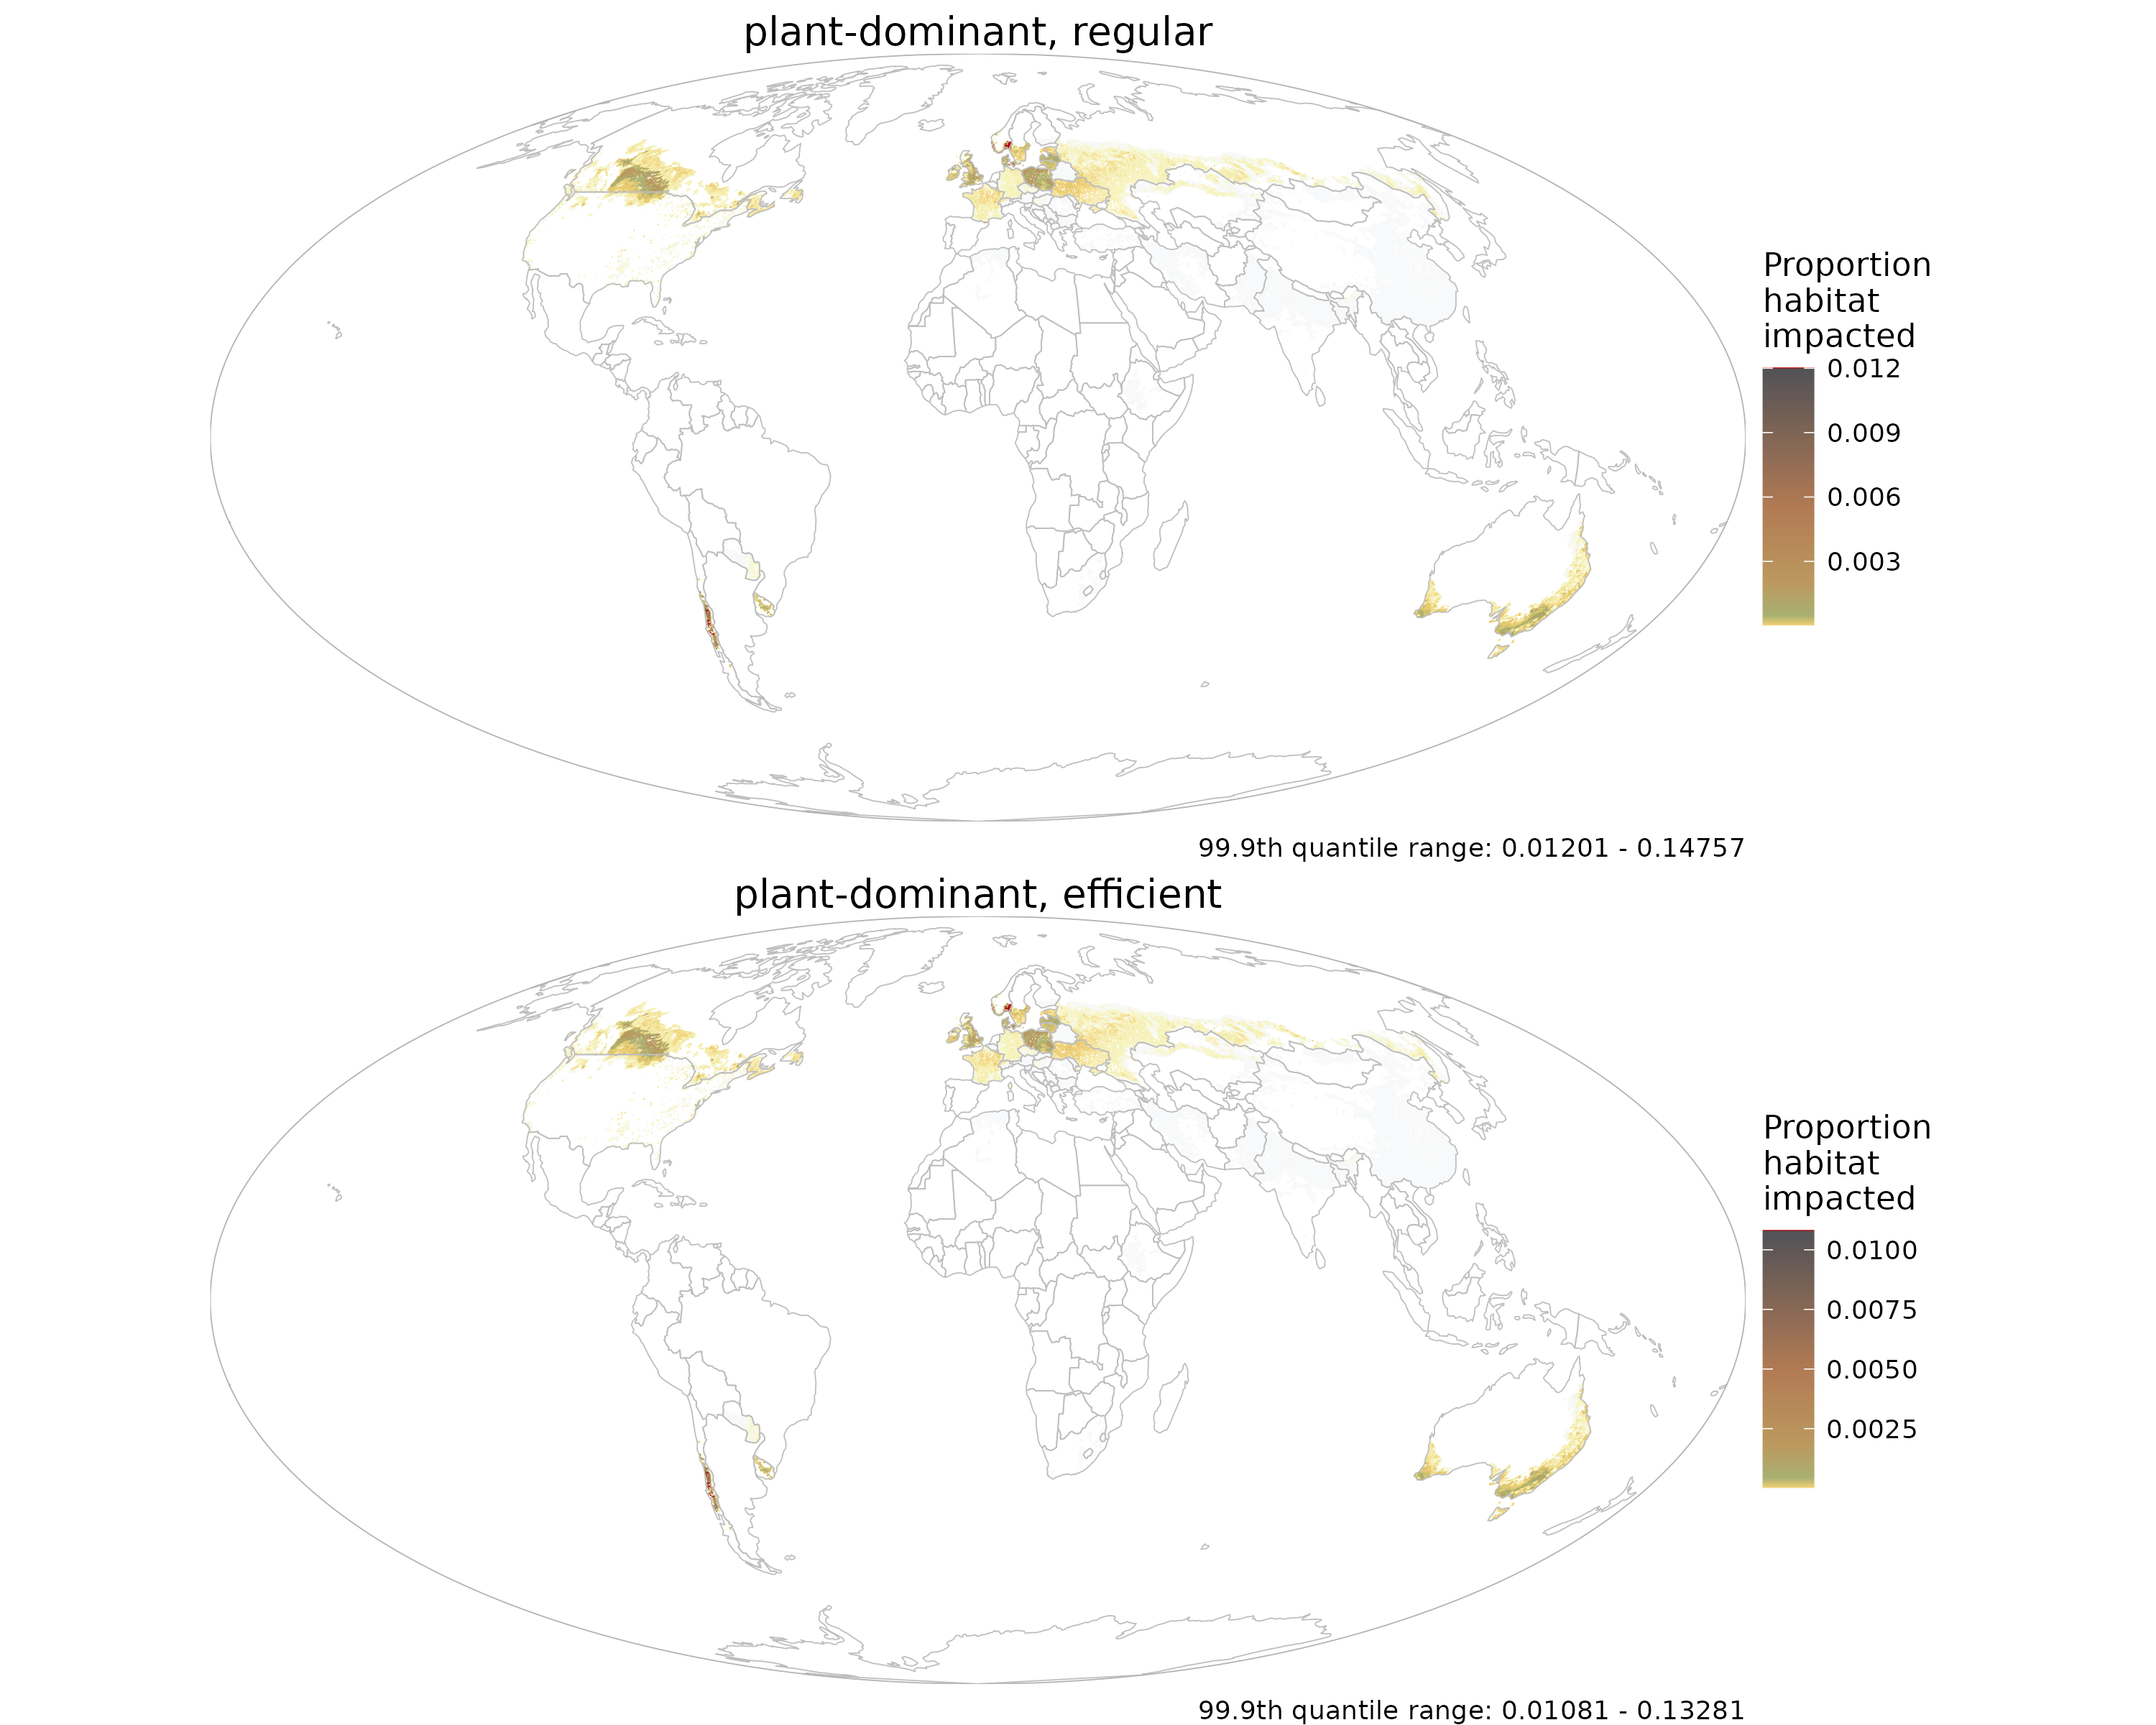 plant-dominant, regular
Proportion
habitat
impacted
0.012
0.009
0.006
0.003
99.9th quantile range: 0.01201 - 0.14757
plant-dominant, efficient
Proportion
habitat
impacted
0.0100
0.0075
0.0050
0.0025
99.9th quantile range: 0.01081 - 0.13281